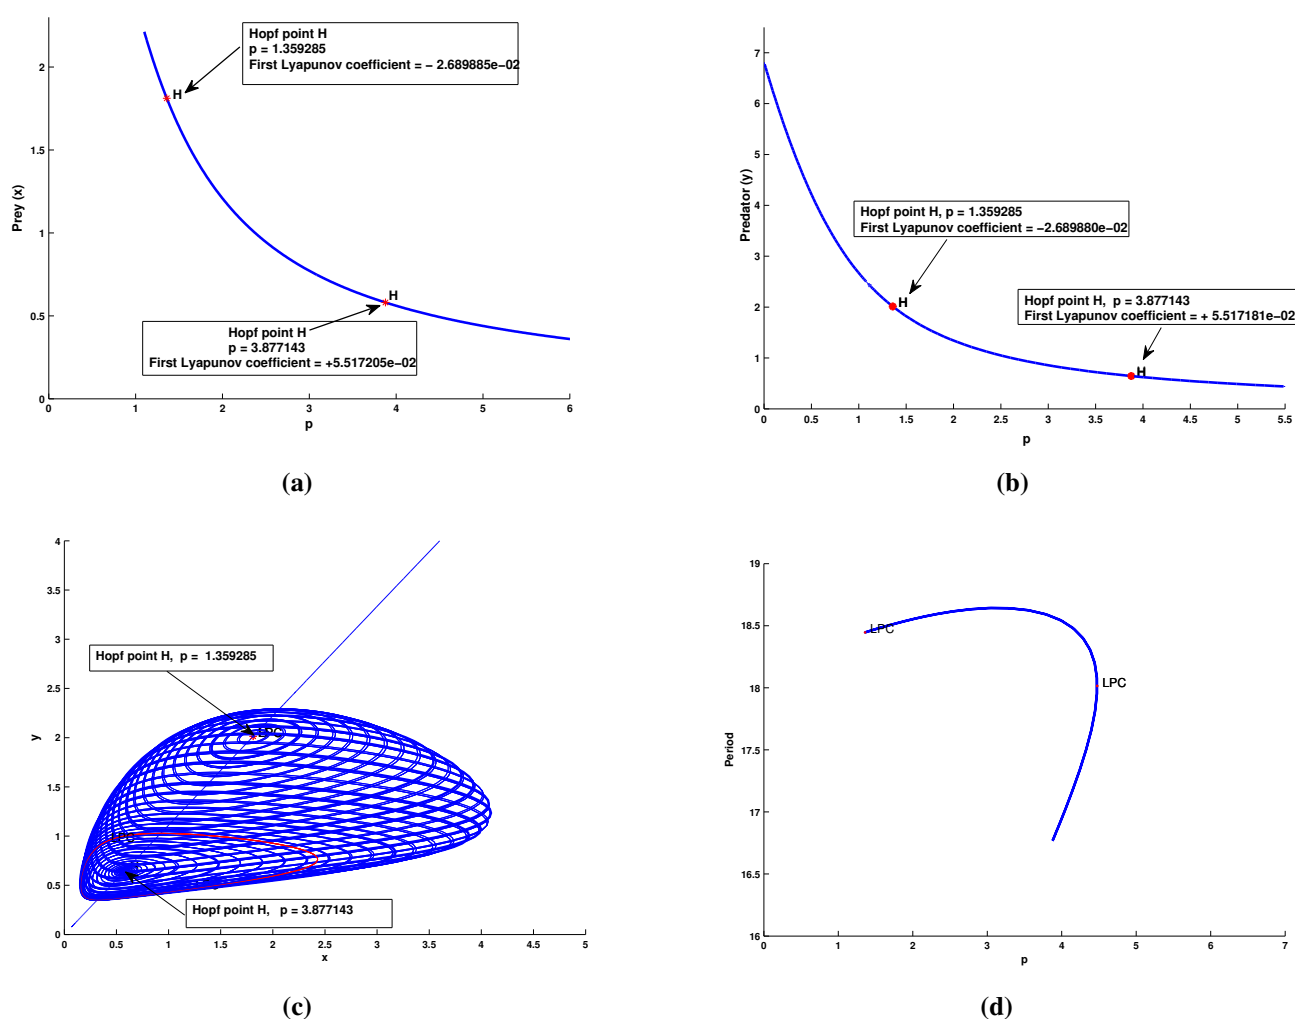 Hopf point H
p = 1.359285
First Lyapunov coefficient = − 2.689885e−02
H
H
Hopf point H
p = 3.877143
First Lyapunov coefficient = +5.517205e−02
Prey (x)
2
1.5
1
0.5
0
0
1
2
3
4
5
6
p
(a)
7
6
5
4
3
2
1
0
Predator (y)
Hopf point H, p = 1.359285
First Lyapunov coefficient = −2.689880e−02
H
Hopf point H, p = 3.877143
First Lyapunov coefficient = + 5.517181e−02
H
0
0.5
1
1.5
2
2.5
3
3.5
4
4.5
5
5.5
p
(b)
4
3.5
3
2.5
2
1.5
1
0.5
0
y
Hopf point H, p = 1.359285
LPC
Hopf point H, p = 3.877143
0
0.5
1
1.5
2
2.5
3
3.5
4
4.5
5
x
(c)
19
18.5
18
17.5
17
16.5
16
Period
LPC
LPC
0
1
2
3
4
5
6
7
p
(d)